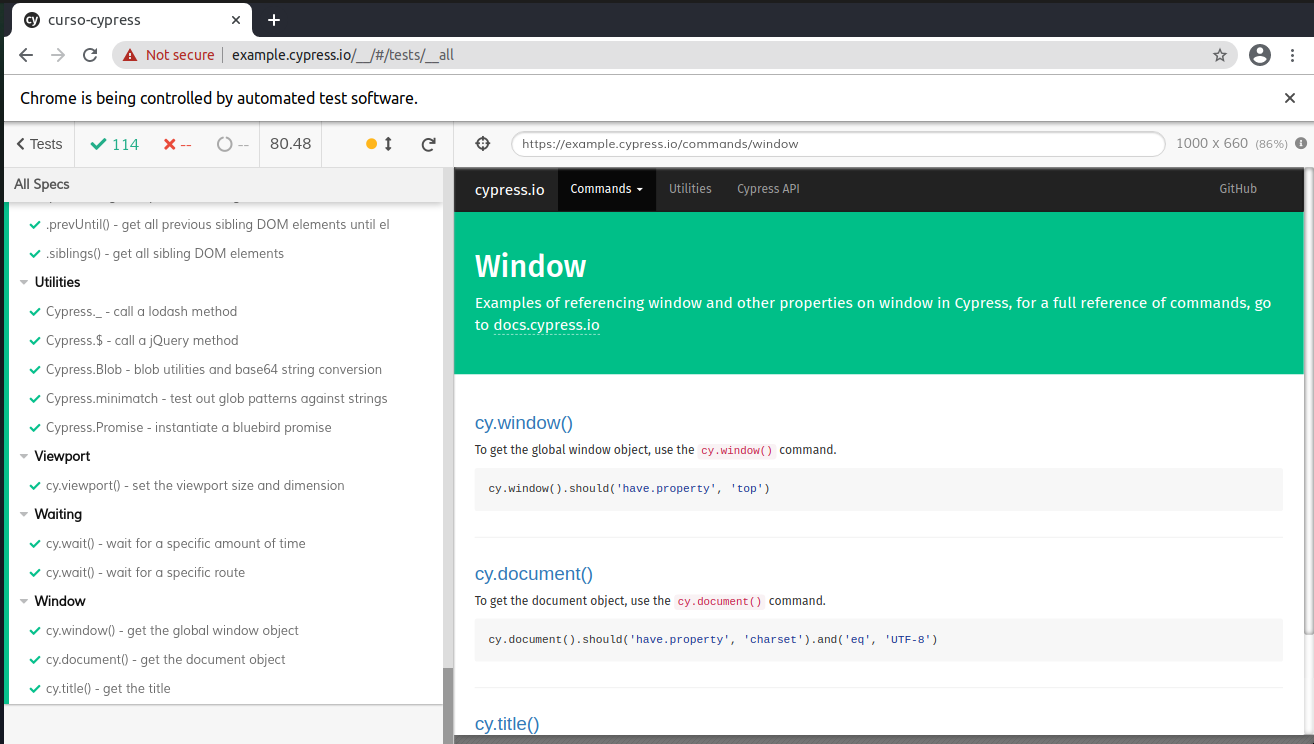 cy curso-cypress
Not secure example.cypress.io/__/#/tests/__all
Chrome is being controlled by automated test software.
Tests 114 -- -- 80.48
All Specs
.prevUntil() - get all previous sibling DOM elements until el
.siblings() - get all sibling DOM elements
Utilities
Cypress._ - call a lodash method
Cypress.$ - call a jQuery method
Cypress.Blob - blob utilities and base64 string conversion
Cypress.minimatch - test out glob patterns against strings
Cypress.Promise - instantiate a bluebird promise
Viewport
cy.viewport() - set the viewport size and dimension
Waiting
cy.wait() - wait for a specific amount of time
cy.wait() - wait for a specific route
Window
cy.window() - get the global window object
cy.document() - get the document object
cy.title() - get the title
https://example.cypress.io/commands/window 1000 x 660 (86%)
cypress.io Commands Utilities Cypress API GitHub
Window
Examples of referencing window and other properties on window in Cypress, for a full reference of commands, go
to docs.cypress.io
cy.window()
To get the global window object, use the cy.window() command.
cy.window().should('have.property', 'top')
cy.document()
To get the document object, use the cy.document() command.
cy.document().should('have.property', 'charset').and('eq', 'UTF-8')
cy.title()